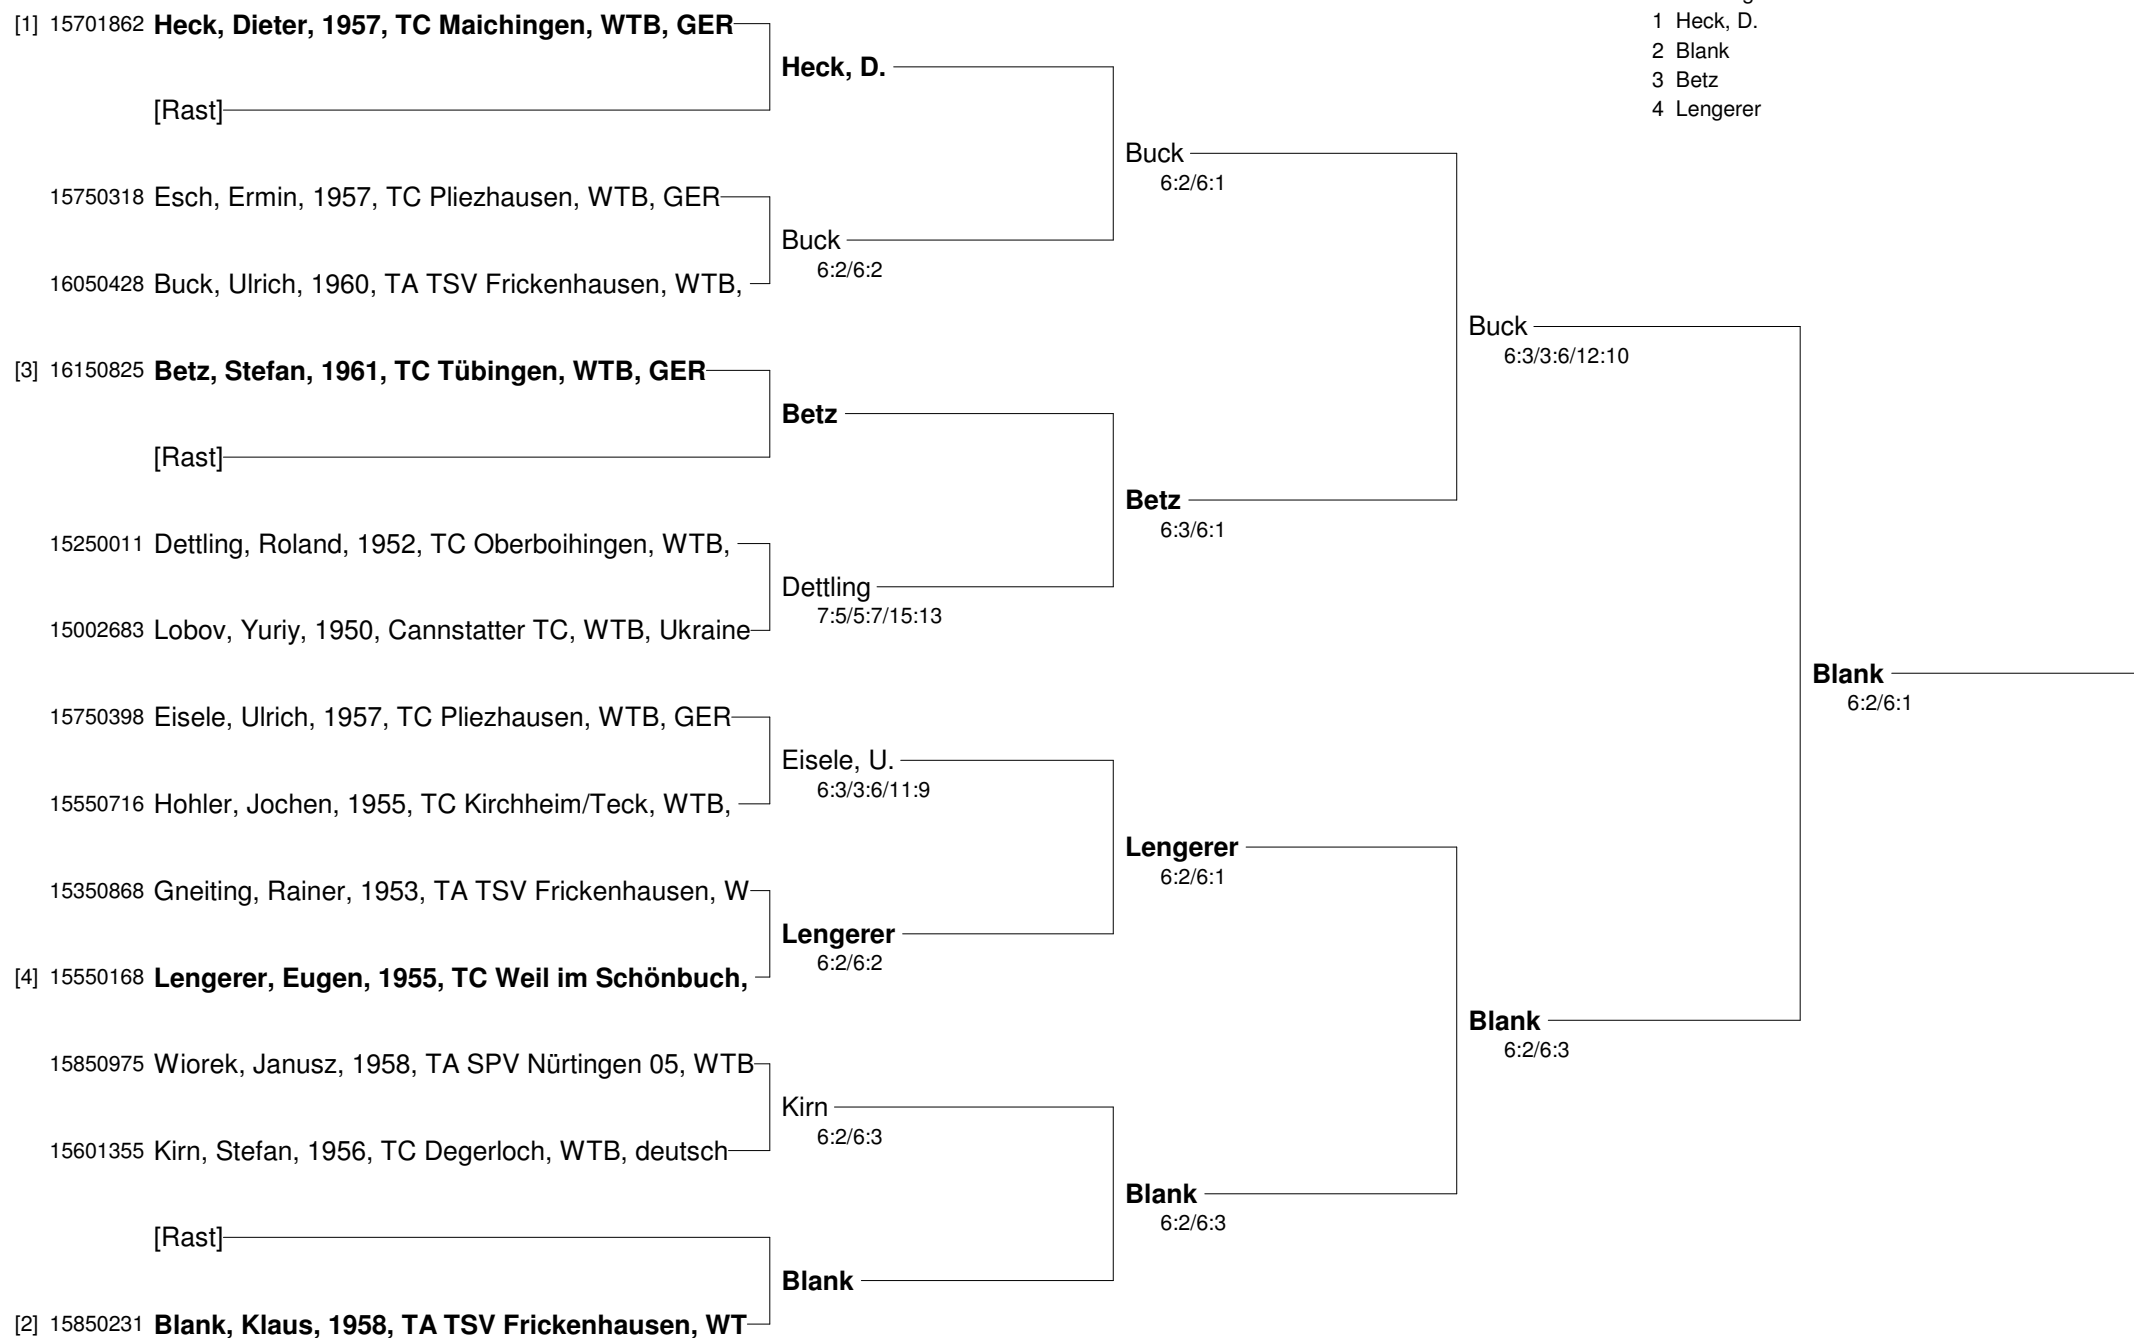 1 Heck, D.
2 Blank
3 Betz
4 Lengerer
[1] 15701862 Heck, Dieter, 1957, TC Maichingen, WTB, GER
Heck, D.
[Rast]
Buck
6:2/6:1
15750318 Esch, Ermin, 1957, TC Pliezhausen, WTB, GER
Buck
6:2/6:2
16050428 Buck, Ulrich, 1960, TA TSV Frickenhausen, WTB,
Buck
6:3/3:6/12:10
[3] 16150825 Betz, Stefan, 1961, TC Tübingen, WTB, GER
Betz
[Rast]
Betz
6:3/6:1
15250011 Dettling, Roland, 1952, TC Oberboihingen, WTB,
Dettling
7:5/5:7/15:13
15002683 Lobov, Yuriy, 1950, Cannstatter TC, WTB, Ukraine
Blank
6:2/6:1
15750398 Eisele, Ulrich, 1957, TC Pliezhausen, WTB, GER
Eisele, U.
6:3/3:6/11:9
15550716 Hohler, Jochen, 1955, TC Kirchheim/Teck, WTB,
Lengerer
6:2/6:1
15350868 Gneiting, Rainer, 1953, TA TSV Frickenhausen, W
Lengerer
6:2/6:2
[4] 15550168 Lengerer, Eugen, 1955, TC Weil im Schönbuch,
Blank
6:2/6:3
15850975 Wiorek, Janusz, 1958, TA SPV Nürtingen 05, WTB
Kirn
6:2/6:3
15601355 Kirn, Stefan, 1956, TC Degerloch, WTB, deutsch
Blank
6:2/6:3
[Rast]
Blank
[2] 15850231 Blank, Klaus, 1958, TA TSV Frickenhausen, WT